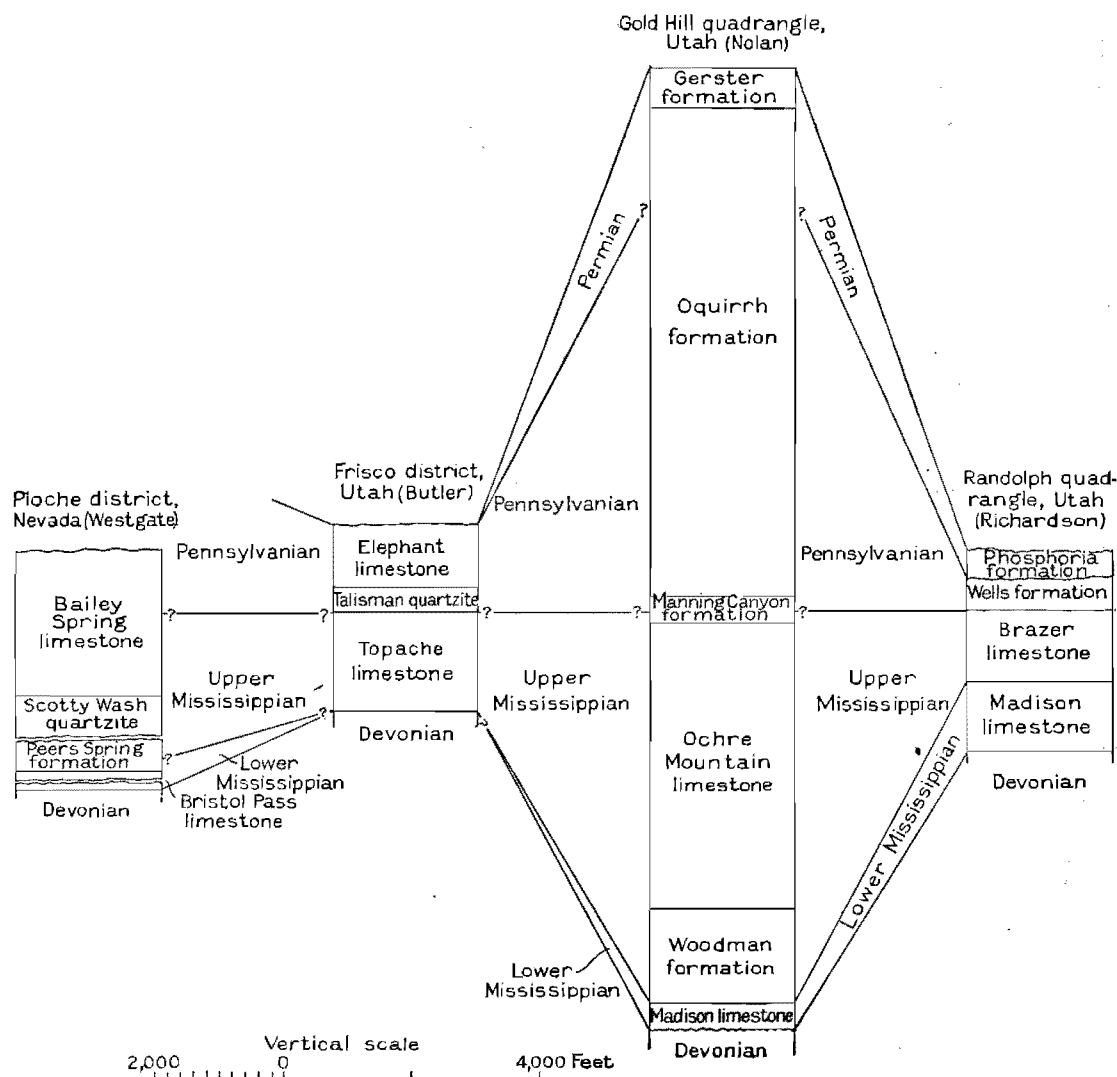 Gold Hill quadrangle,
Utah (Nolan)
Gerster
formation
?
?
Permian
Permian
Oquirrh
formation
Pioche district,
Nevada (Westgate)
Frisco district,
Utah (Butler)
Randolph quad-
rangle, Utah
(Richardson)
Pennsylvanian
Pennsylvanian
Pennsylvanian
Elephant
limestone
Phosphoria
formation
Bailey
Spring
limestone
Talisman quartzite
Manning Canyon
formation
Wells formation
? ? ? ? ?
Topache
limestone
Brazer
limestone
Upper
Mississippian
Upper
Mississippian
Upper
Mississippian
Scotty Wash
quartzite
Madison
limestone
?
?
Devonian
Ochre
Mountain
limestone
Peers Spring
formation
?
Lower
Mississippian
Bristol Pass
limestone
Devonian
Devonian
Lower Mississippian
Woodman
formation
Lower
Mississippian
Madison limestone
Devonian
Vertical scale
2,000 0 4,000 Feet